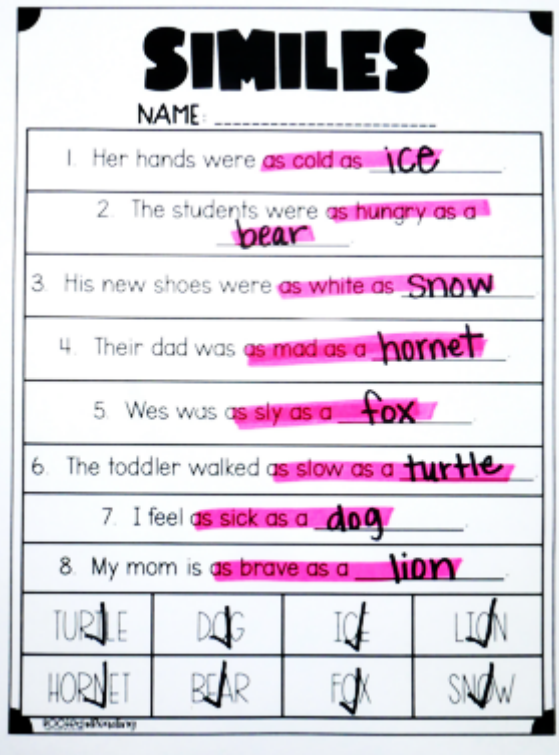 SIMILES
NAME:
1. Her hands were as cold as ice.
2. The students were as hungry as a
bear.
3. His new shoes were as white as snow.
4. Their dad was as mad as a hornet.
5. Wes was as sly as a fox.
6. The toddler walked as slow as a turtle.
7. I feel as sick as a dog.
8. My mom is as brave as a lion.
TURTLE DOG ICE LION
HORNET BEAR FOX SNOW